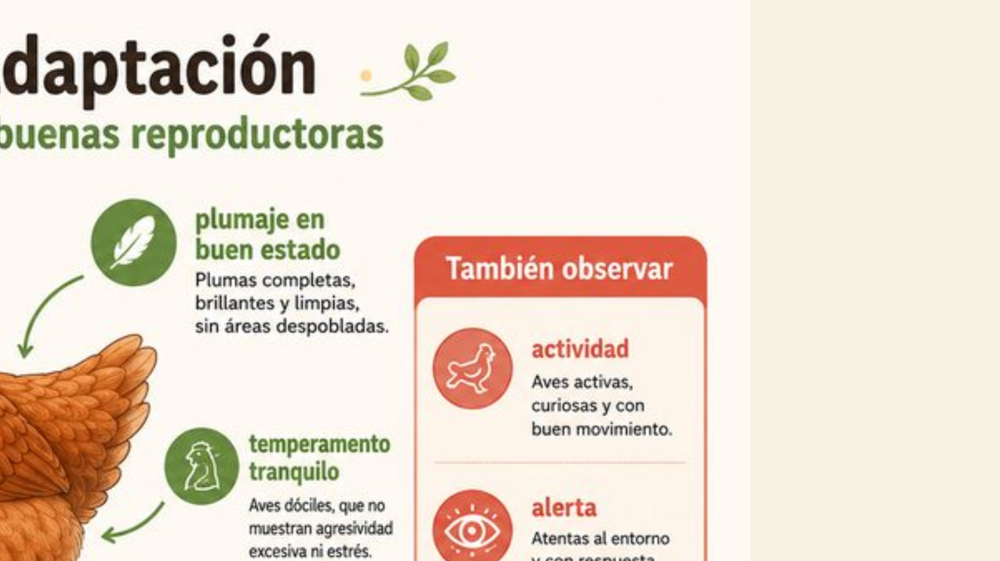 daptación
buenas reproductoras
plumaje en
buen estado
Plumas completas,
brillantes y limpias,
sin áreas despobladas.
temperamento
tranquilo
Aves dóciles, que no
muestran agresividad
excesiva ni estrés.
También observar
actividad
Aves activas,
curiosas y con
buen movimiento.
alerta
Atentas al entorno
y con respuesta